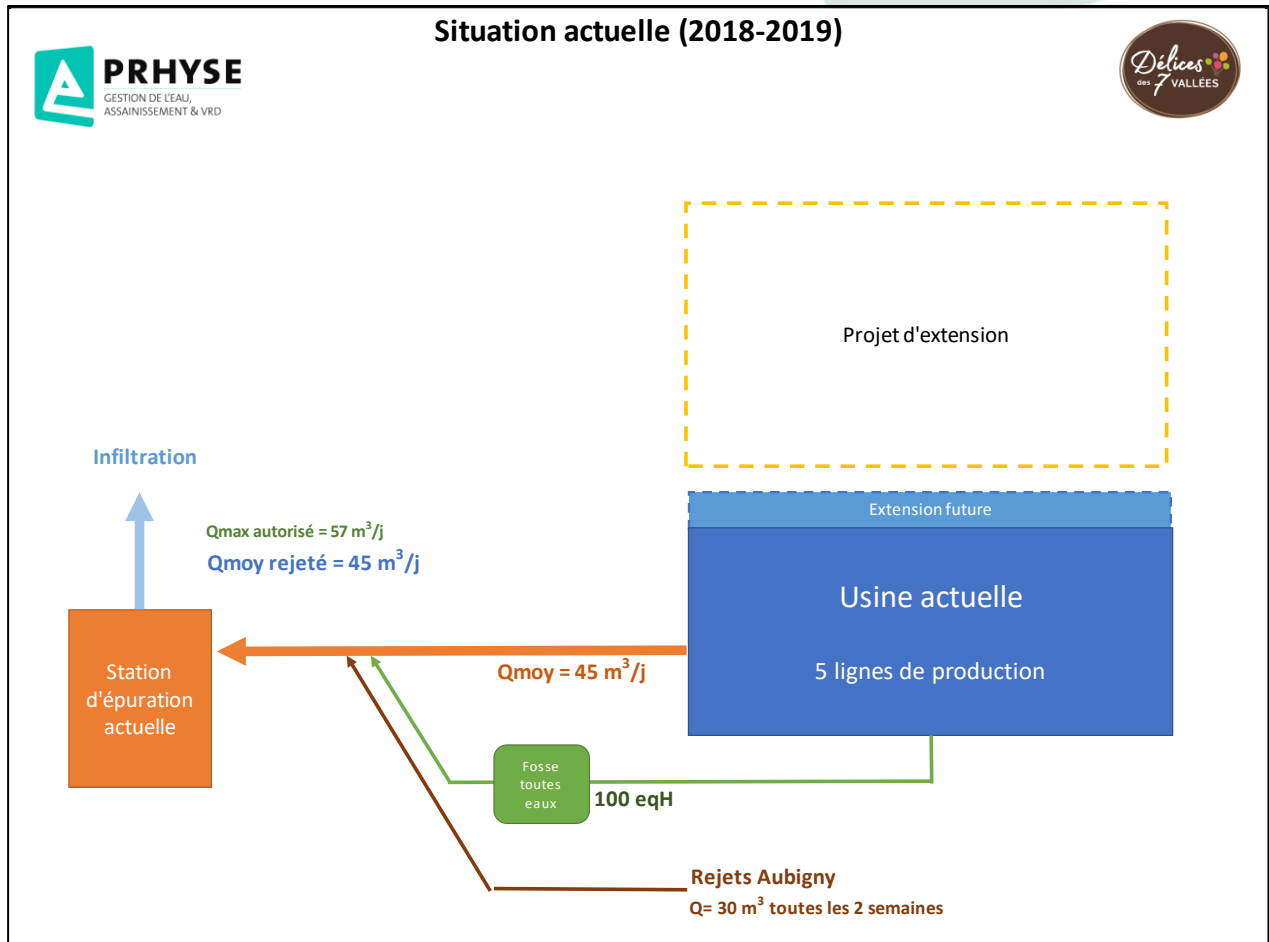 Situation actuelle (2018-2019)
PRHYSE
GESTION DE L'EAU,
ASSAINISSEMENT & VRD
Délices
des 7 VALLÉES
Projet d'extension
Infiltration
Qmax autorisé = 57 m³/j
Qmoy rejeté = 45 m³/j
Extension future
Usine actuelle
5 lignes de production
Station
d'épuration
actuelle
Qmoy = 45 m³/j
Fosse
toutes
eaux
100 eqH
Rejets Aubigny
Q= 30 m³ toutes les 2 semaines